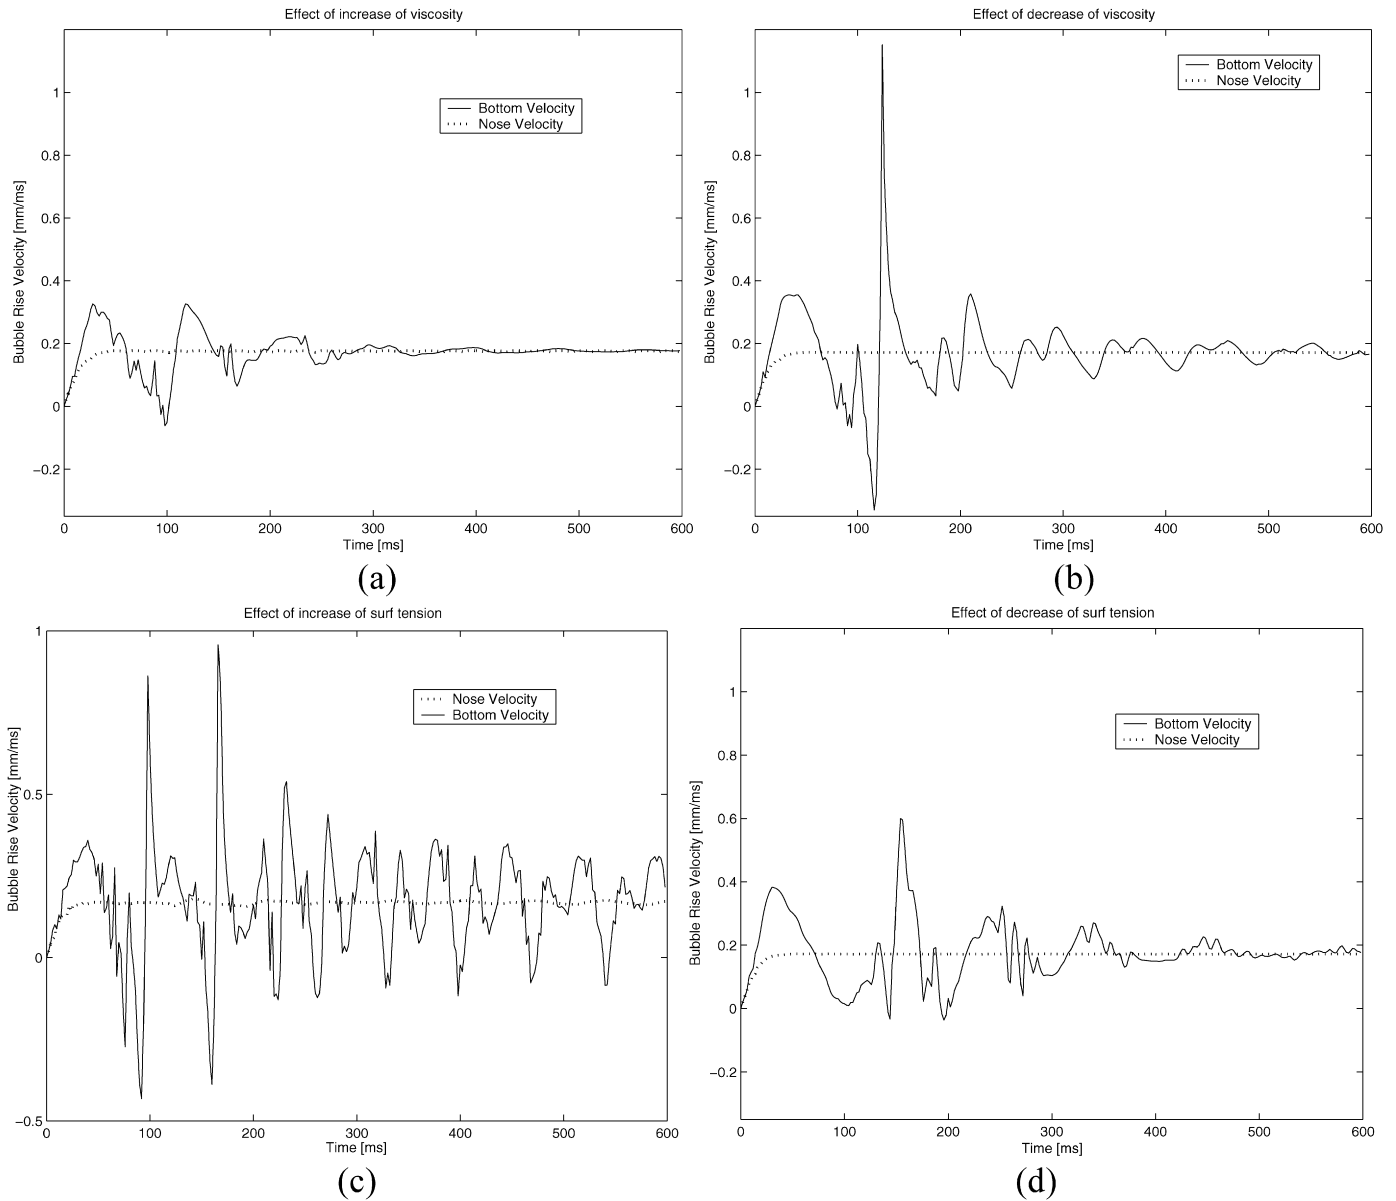 Effect of increase of viscosity
Bubble Rise Velocity [mm/ms]
1
0.8
0.6
0.4
0.2
0
−0.2
Bottom Velocity
Nose Velocity
0 100 200 300 400 500 600
Time [ms]
(a)
Effect of decrease of viscosity
Bubble Rise Velocity [mm/ms]
1
0.8
0.6
0.4
0.2
0
−0.2
Bottom Velocity
Nose Velocity
0 100 200 300 400 500 600
Time [ms]
(b)
Effect of increase of surf tension
Bubble Rise Velocity [mm/ms]
1
0.5
0
−0.5
Nose Velocity
Bottom Velocity
0 100 200 300 400 500 600
Time [ms]
(c)
Effect of decrease of surf tension
Bubble Rise Velocity [mm/ms]
1
0.8
0.6
0.4
0.2
0
−0.2
Bottom Velocity
Nose Velocity
0 100 200 300 400 500 600
Time [ms]
(d)